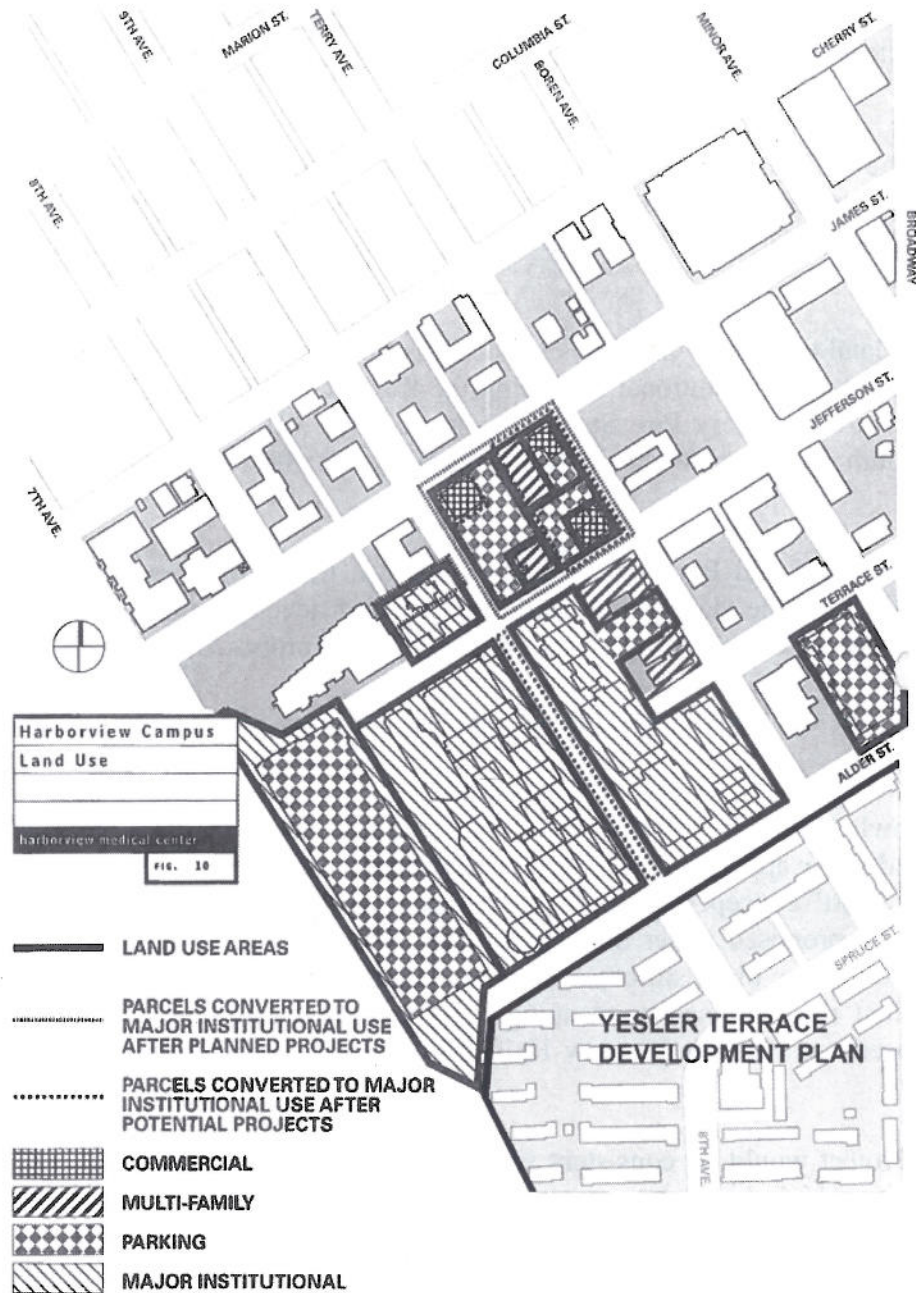 9TH AVE.
MARION ST.
TERRY AVE.
COLUMBIA ST.
BOREN AVE.
MINOR AVE.
CHERRY ST.
8TH AVE.
JAMES ST.
BROADWAY
JEFFERSON ST.
7TH AVE.
TERRACE ST.
ALDER ST.
Harborview Campus
Land Use
harborview medical center
FIG. 10
SPRUCE ST.
YESLER TERRACE
DEVELOPMENT PLAN
8TH AVE.
LAND USE AREAS
PARCELS CONVERTED TO
MAJOR INSTITUTIONAL USE
AFTER PLANNED PROJECTS
PARCELS CONVERTED TO MAJOR
INSTITUTIONAL USE AFTER
POTENTIAL PROJECTS
COMMERCIAL
MULTI-FAMILY
PARKING
MAJOR INSTITUTIONAL